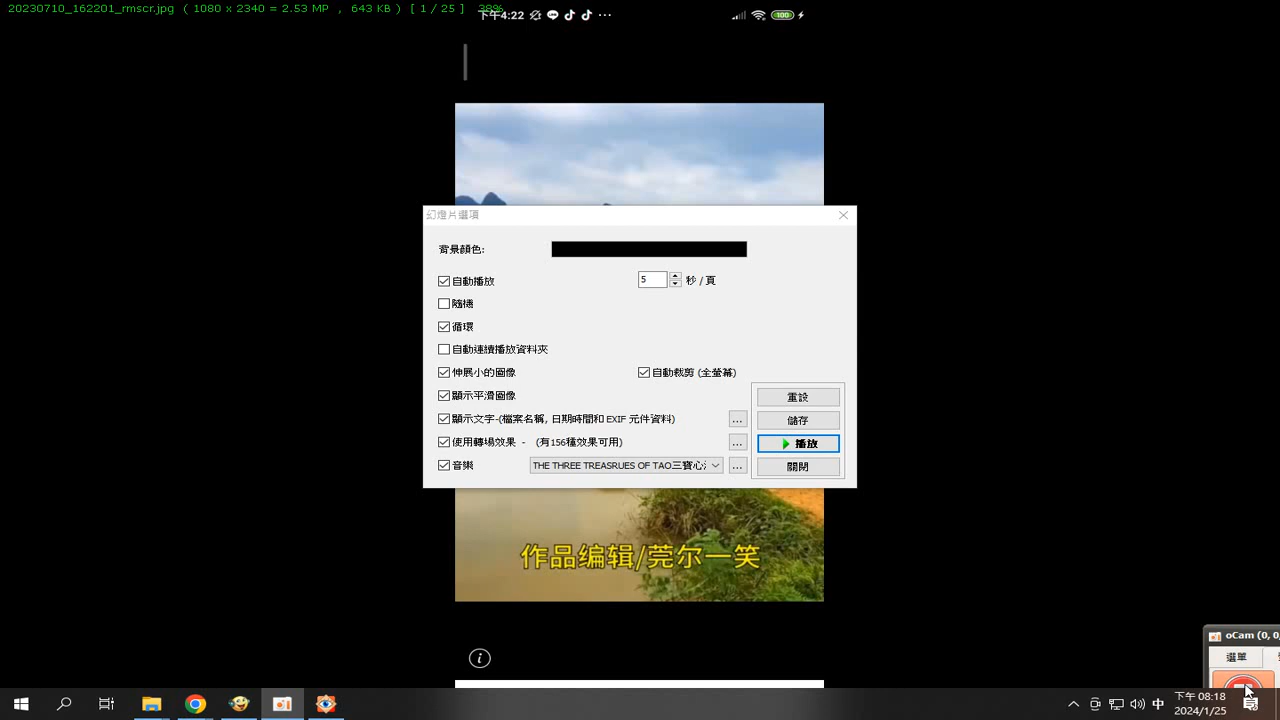 20230710_162201_rmscr.jpg ( 1080 x 2340 = 2.53 MP , 643 KB ) [ 1 / 25 ] 38%
下午4:22
100
幻燈片選項
背景顏色:
自動播放
5
秒 / 頁
隨機
循環
自動連續播放資料夾
伸展小的圖像
自動裁剪 (全螢幕)
顯示平滑圖像
重設
顯示文字-(檔案名稱, 日期時間和 EXIF 元件資料)
...
儲存
使用轉場效果 - (有156種效果可用)
...
播放
音樂
THE THREE TREASRUES OF TAO三寶心
...
關閉
作品编辑/莞尔一笑
oCam (0, 0,
選單
中
下午 08:18
2024/1/25